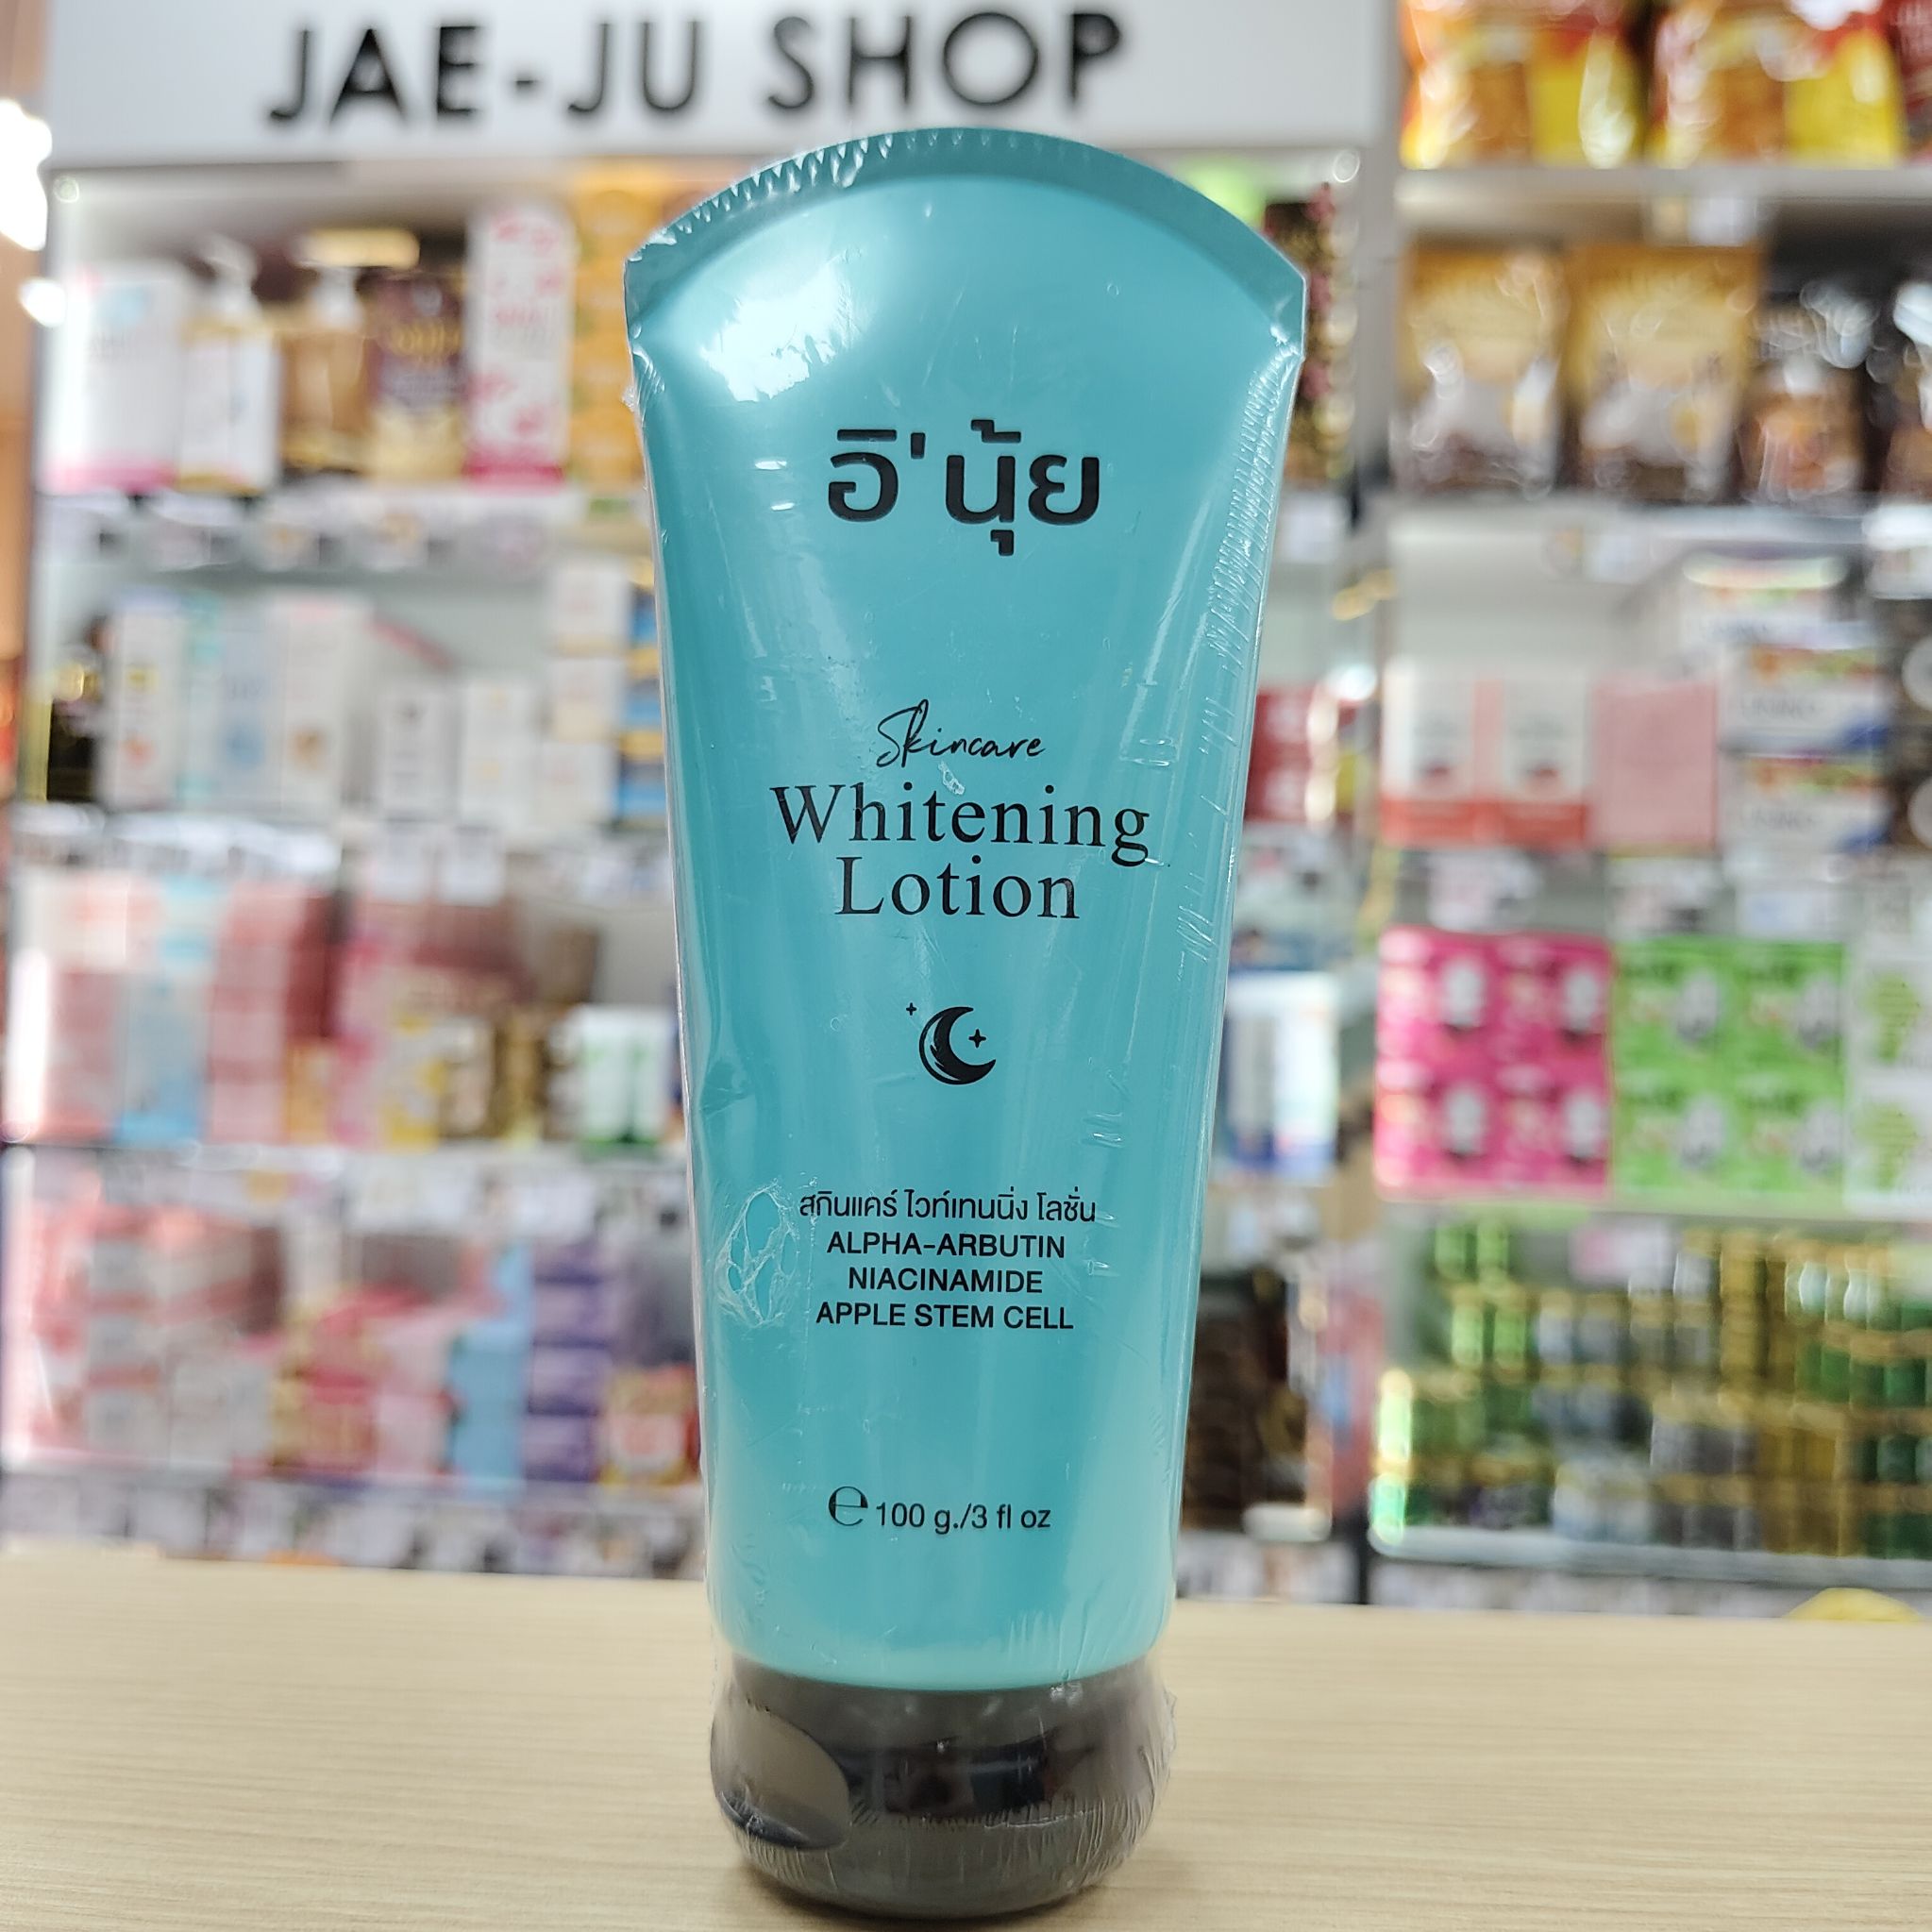 JAE-JU SHOP
อิ'นุ้ย
Skincare
Whitening
Lotion
สกินแคร์ ไวท์เทนนิ่ง โลชั่น
ALPHA-ARBUTIN
NIACINAMIDE
APPLE STEM CELL
℮ 100 g./3 fl oz